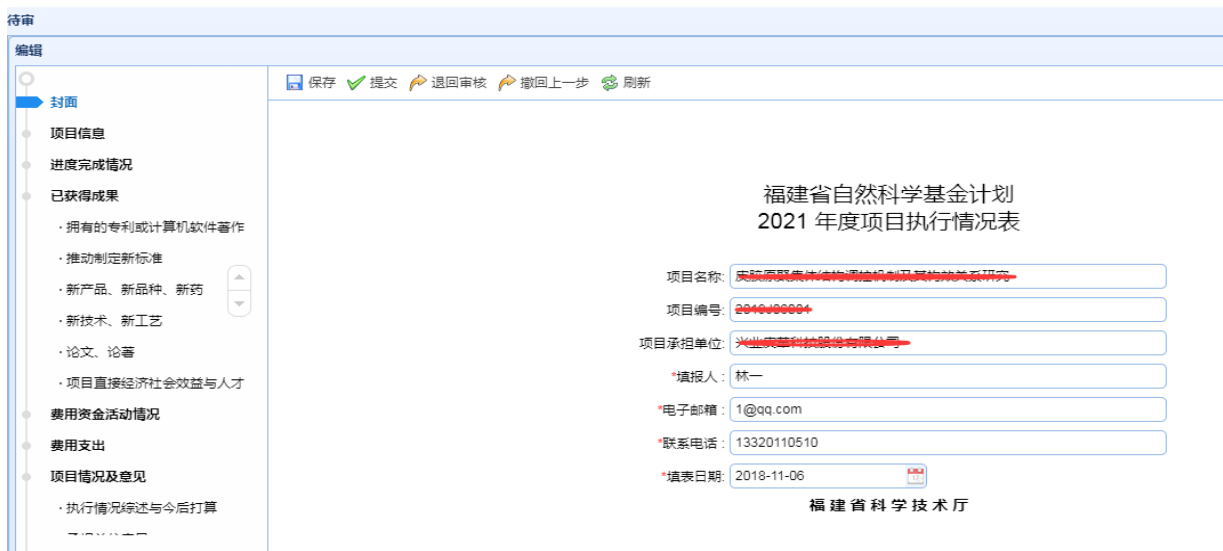 待审
编辑
保存 提交 退回审核 撤回上一步 刷新
封面
项目信息
进度完成情况
已获得成果
·拥有的专利或计算机软件著作
·推动制定新标准
·新产品、新品种、新药
·新技术、新工艺
·论文、论著
·项目直接经济社会效益与人才
费用资金活动情况
费用支出
项目情况及意见
·执行情况综述与今后打算
福建省自然科学基金计划
2021 年度项目执行情况表
项目名称:
项目编号:
项目承担单位:
*填报人: 林一
*电子邮箱: 1@qq.com
*联系电话: 13320110510
*填表日期: 2018-11-06
福建省科学技术厅